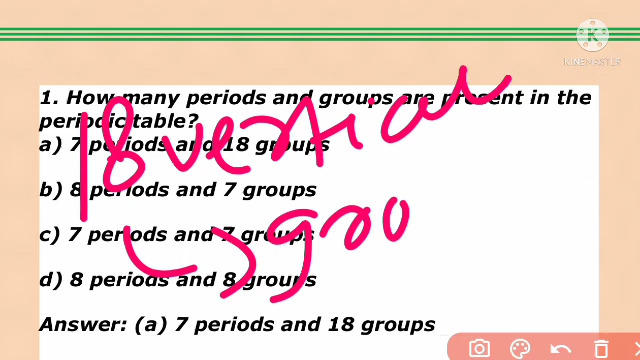 K
KINEMASTER
1. How many periods and groups are present in the
periodic table?
a) 7 periods and 18 groups
18 vertial
b) 8 periods and 7 groups
c) 7 periods and 7 groups
gro
d) 8 periods and 8 groups
Answer: (a) 7 periods and 18 groups